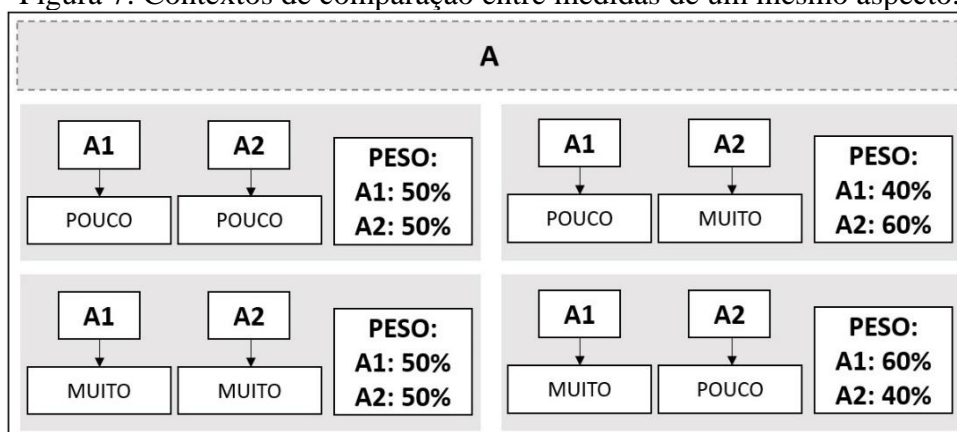 Figura 7: Contextos de comparação entre medidas de um mesmo aspecto.
A
A1 A2 PESO:
A1: 50%
A2: 50%
POUCO POUCO
A1 A2 PESO:
A1: 40%
A2: 60%
POUCO MUITO
A1 A2 PESO:
A1: 50%
A2: 50%
MUITO MUITO
A1 A2 PESO:
A1: 60%
A2: 40%
MUITO POUCO